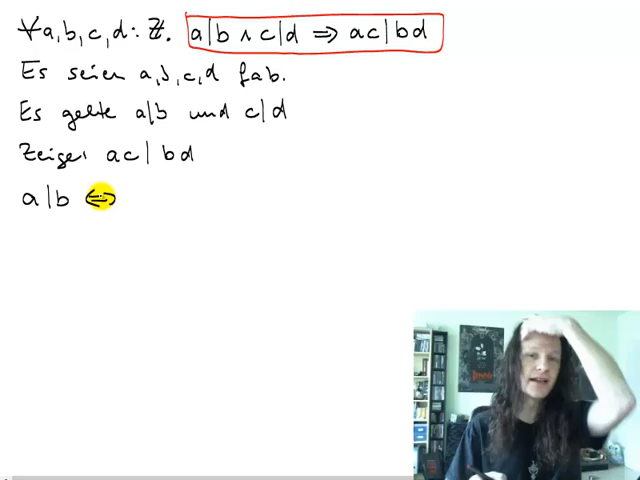 ∀a,b,c,d: ℤ. a|b ∧ c|d ⇒ ac|bd
Es seien a,b,c,d fab.
Es gelte a|b und c|d
Zeige: ac|bd
a|b ⇔